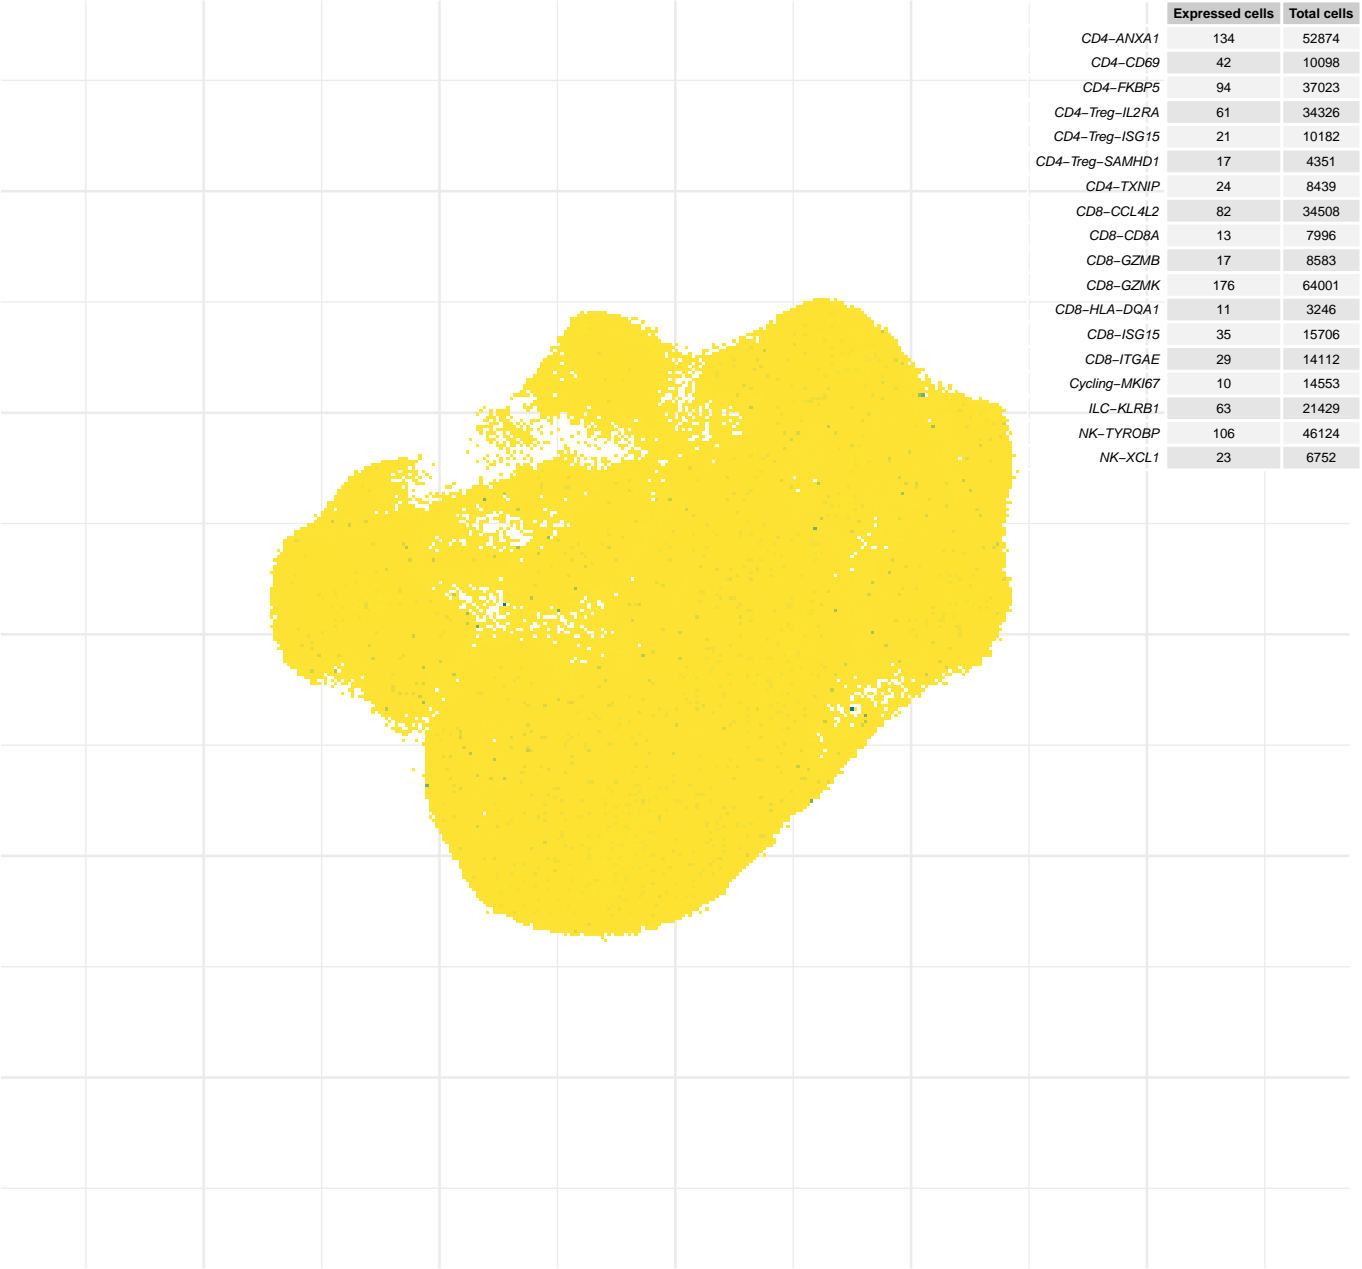 Expressed cells Total cells
CD4−ANXA1 134 52874
CD4−CD69 42 10098
CD4−FKBP5 94 37023
CD4−Treg−IL2RA 61 34326
CD4−Treg−ISG15 21 10182
CD4−Treg−SAMHD1 17 4351
CD4−TXNIP 24 8439
CD8−CCL4L2 82 34508
CD8−CD8A 13 7996
CD8−GZMB 17 8583
CD8−GZMK 176 64001
CD8−HLA−DQA1 11 3246
CD8−ISG15 35 15706
CD8−ITGAE 29 14112
Cycling−MKI67 10 14553
ILC−KLRB1 63 21429
NK−TYROBP 106 46124
NK−XCL1 23 6752